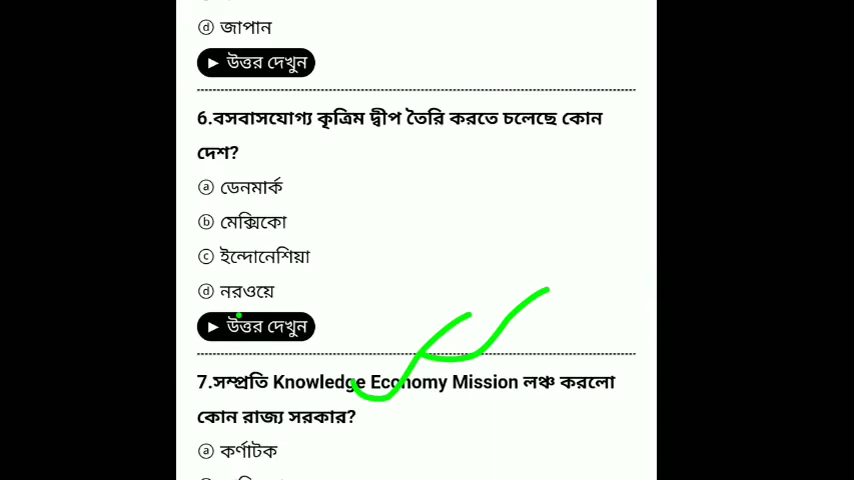 ⓓ জাপান
► উত্তর দেখুন
6.বসবাসযোগ্য কৃত্রিম দ্বীপ তৈরি করতে চলেছে কোন
দেশ?
ⓐ ডেনমার্ক
ⓑ মেক্সিকো
ⓒ ইন্দোনেশিয়া
ⓓ নরওয়ে
► উত্তর দেখুন
7.সম্প্রতি Knowledge Economy Mission লঞ্চ করলো
কোন রাজ্য সরকার?
ⓐ কর্ণাটক